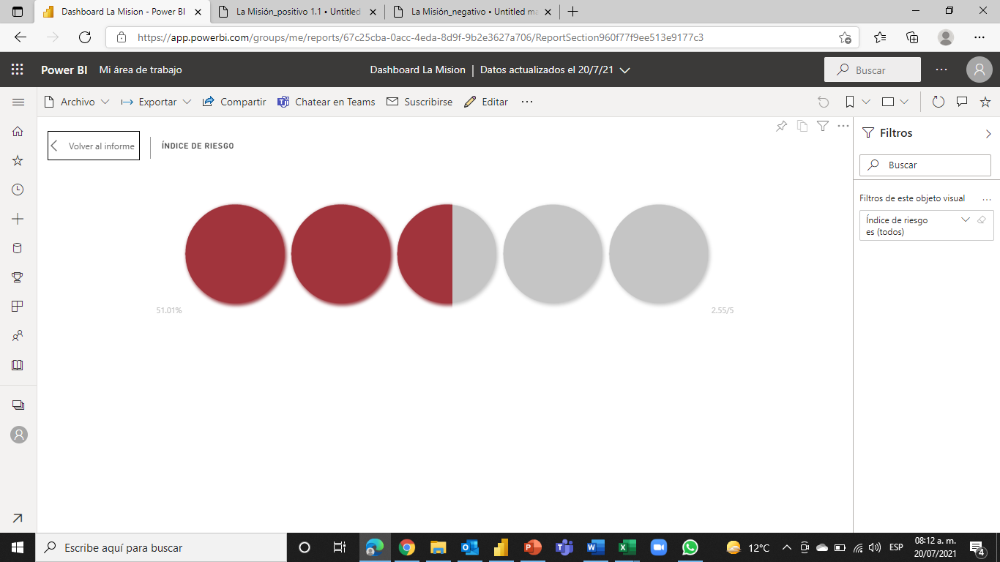 Dashboard La Mision - Power BI
La Misión_positivo 1.1 • Untitled
La Misión_negativo • Untitled ma
https://app.powerbi.com/groups/me/reports/67c25cba-0acc-4eda-8d9f-9b2e3627a706/ReportSection960f77f9ee513e9177c3
Power BI Mi área de trabajo
Dashboard La Mision | Datos actualizados el 20/7/21
Buscar
Archivo Exportar Compartir Chatear en Teams Suscribirse Editar
Volver al informe
ÍNDICE DE RIESGO
Filtros
Buscar
Filtros de este objeto visual
Índice de riesgo
es (todos)
51.01%
2.55/5
Escribe aquí para buscar
12°C
ESP
08:12 a. m.
20/07/2021
4